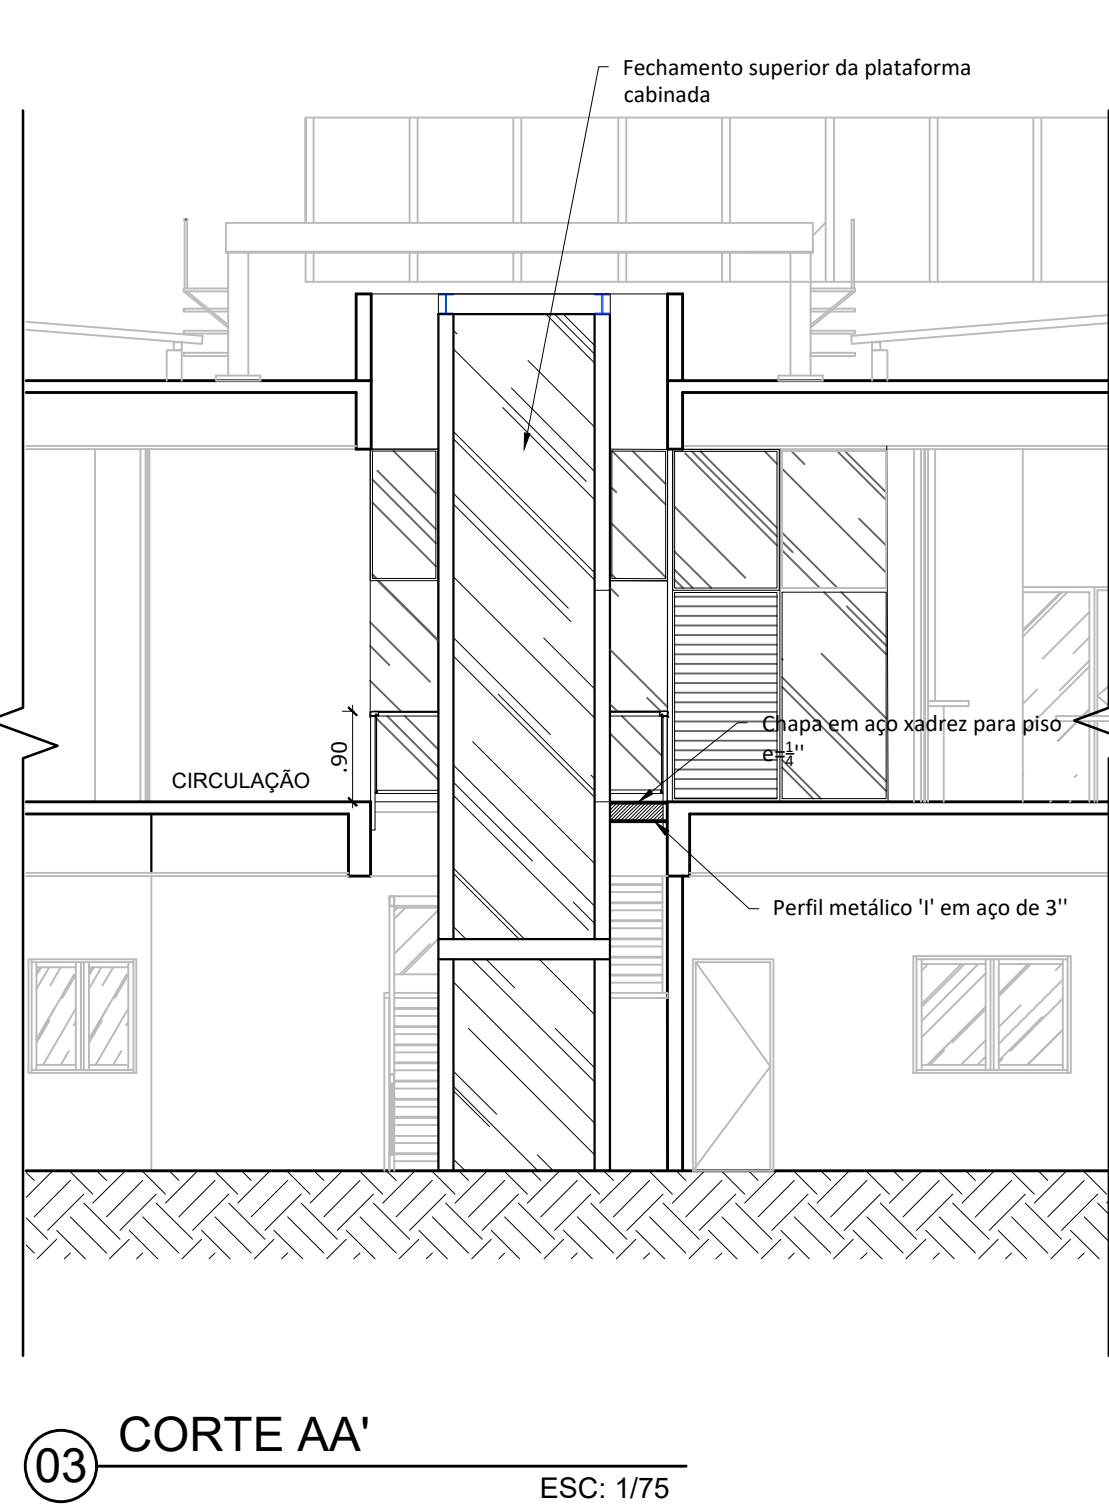 Fechamento superior da plataforma
cabinada
Chapa em aço xadrez para piso
e=¼''
.90
CIRCULAÇÃO
Perfil metálico 'I' em aço de 3''
03
CORTE AA'
ESC: 1/75